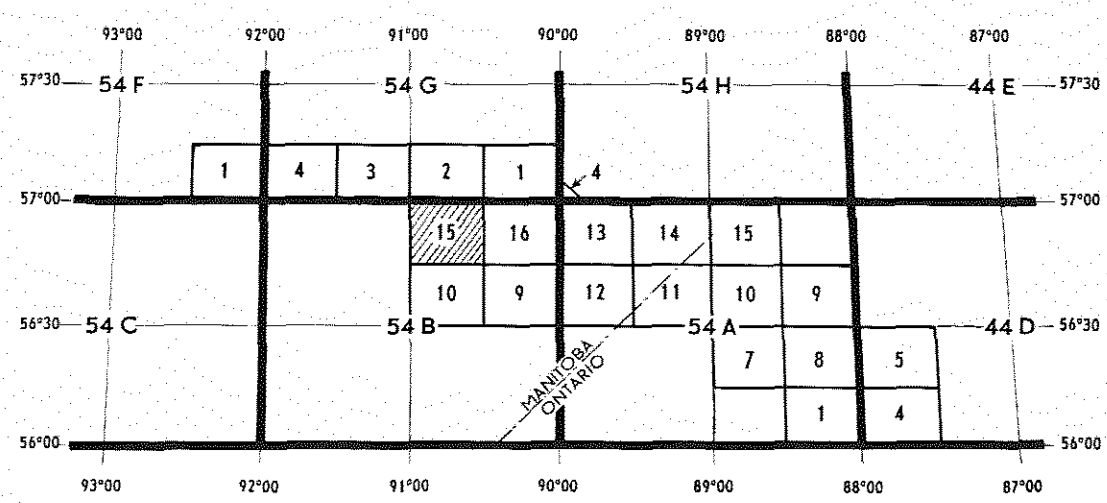 93°00 92°00 91°00 90°00 89°00 88°00 87°00
57°30 54 F 54 G 54 H 44 E 57°30
1 4 3 2 1 4
57°00 57°00
15 16 13 14 15
10 9 12 11 10 9
56°30 54 C 54 B 54 A 44 D 56°30
MANITOBA
ONTARIO
7 8 5
1 4
56°00 56°00
93°00 92°00 91°00 90°00 89°00 88°00 87°00